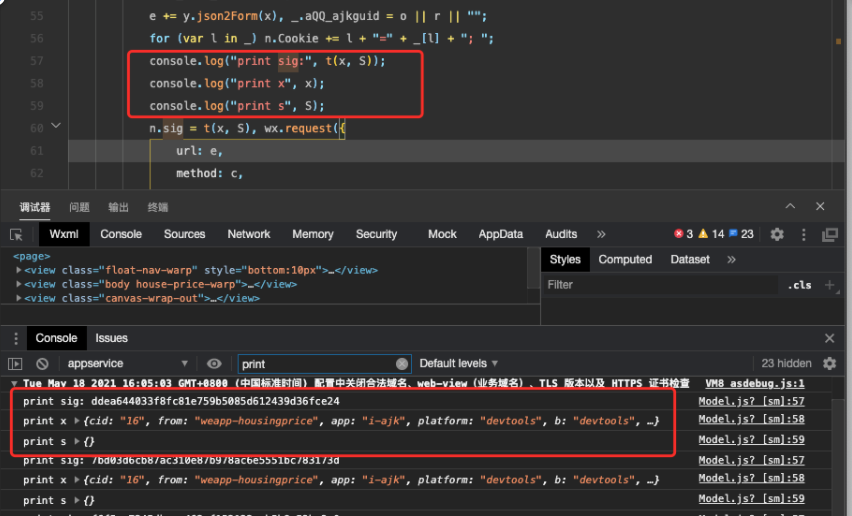 55 e += y.json2Form(x), _.aQQ_ajkguid = o || r || "";
56 for (var l in _) n.Cookie += l + "=" + _[l] + "; ";
57 console.log("print sig:", t(x, S));
58 console.log("print x", x);
59 console.log("print s", S);
60 n.sig = t(x, S), wx.request({
61 url: e,
62 method: c,
调试器 问题 输出 终端
Wxml Console Sources Network Memory Security Mock AppData Audits » 3 14 23
<page>
▶<view class="float-nav-warp" style="bottom:10px">…</view>
▶<view class="body house-price-warp">…</view>
▶<view class="canvas-wrap-out">…</view>
Styles Computed Dataset »
Filter .cls +
Console Issues
appservice ▼ print Default levels ▼ 23 hidden
▼ Tue May 18 2021 16:05:03 GMT+0800 (中国标准时间) 配置中关闭合法域名、web-view（业务域名）、TLS 版本以及 HTTPS 证书检查 VM8 asdebug.js:1
print sig: ddea644033f8fc81e759b5085d612439d36fce24 Model.js? [sm]:57
print x ▶{cid: "16", from: "weapp-housingprice", app: "i-ajk", platform: "devtools", b: "devtools", …} Model.js? [sm]:58
print s ▶{} Model.js? [sm]:59
print sig: 7bd03d6cb87ac310e87b978ac6e5551bc783173d Model.js? [sm]:57
print x ▶{cid: "16", from: "weapp-housingprice", app: "i-ajk", platform: "devtools", b: "devtools", …} Model.js? [sm]:58
print s ▶{} Model.js? [sm]:59